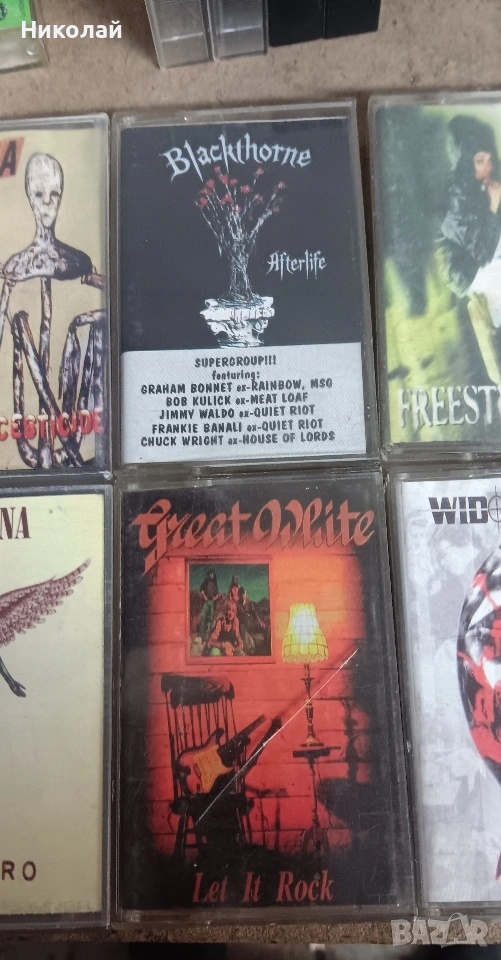 Николай
Blackthorne
Afterlife
SUPERGROUP!!!
featuring:
GRAHAM BONNET ex-RAINBOW, MSG
BOB KULICK ex-MEAT LOAF
JIMMY WALDO ex-QUIET RIOT
FRANKIE BANALI ex-QUIET RIOT
CHUCK WRIGHT ex-HOUSE OF LORDS
A
CESTICIDE
FREEST
NA
RO
Great White
Let It Rock
WID
BAZAR